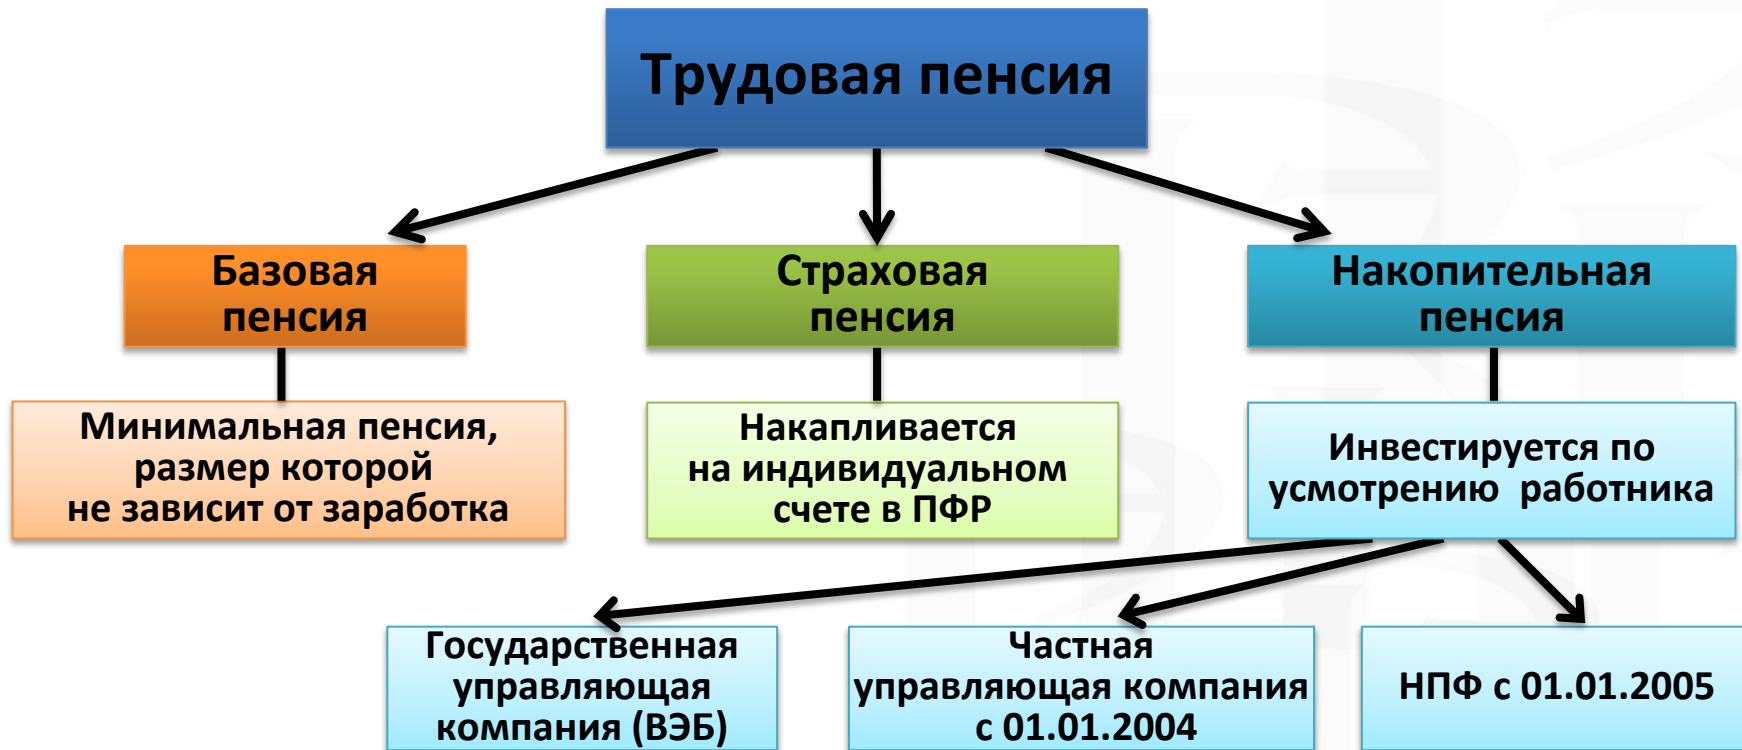 Трудовая пенсия
Базовая
пенсия
Страховая
пенсия
Накопительная
пенсия
Минимальная пенсия,
размер которой
не зависит от заработка
Накапливается
на индивидуальном
счете в ПФР
Инвестируется по
усмотрению работника
Государственная
управляющая
компания (ВЭБ)
Частная
управляющая компания
с 01.01.2004
НПФ с 01.01.2005